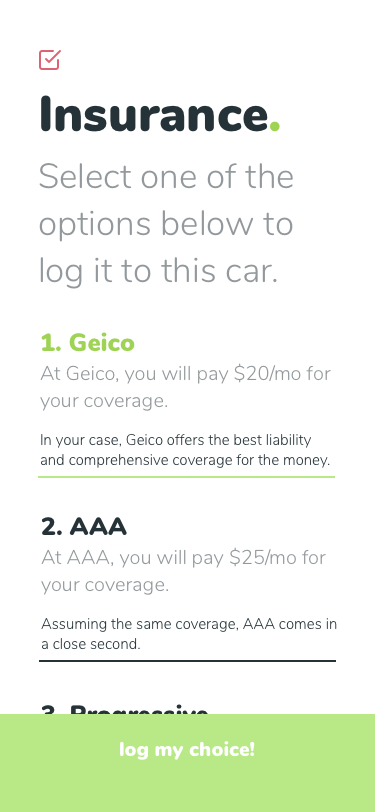 Insurance.
Select one of the
options below to
log it to this car.
1. Geico
At Geico, you will pay $20/mo for
your coverage.
In your case, Geico offers the best liability
and comprehensive coverage for the money.
2. AAA
At AAA, you will pay $25/mo for
your coverage.
Assuming the same coverage, AAA comes in
a close second.
3. Progressive
log my choice!